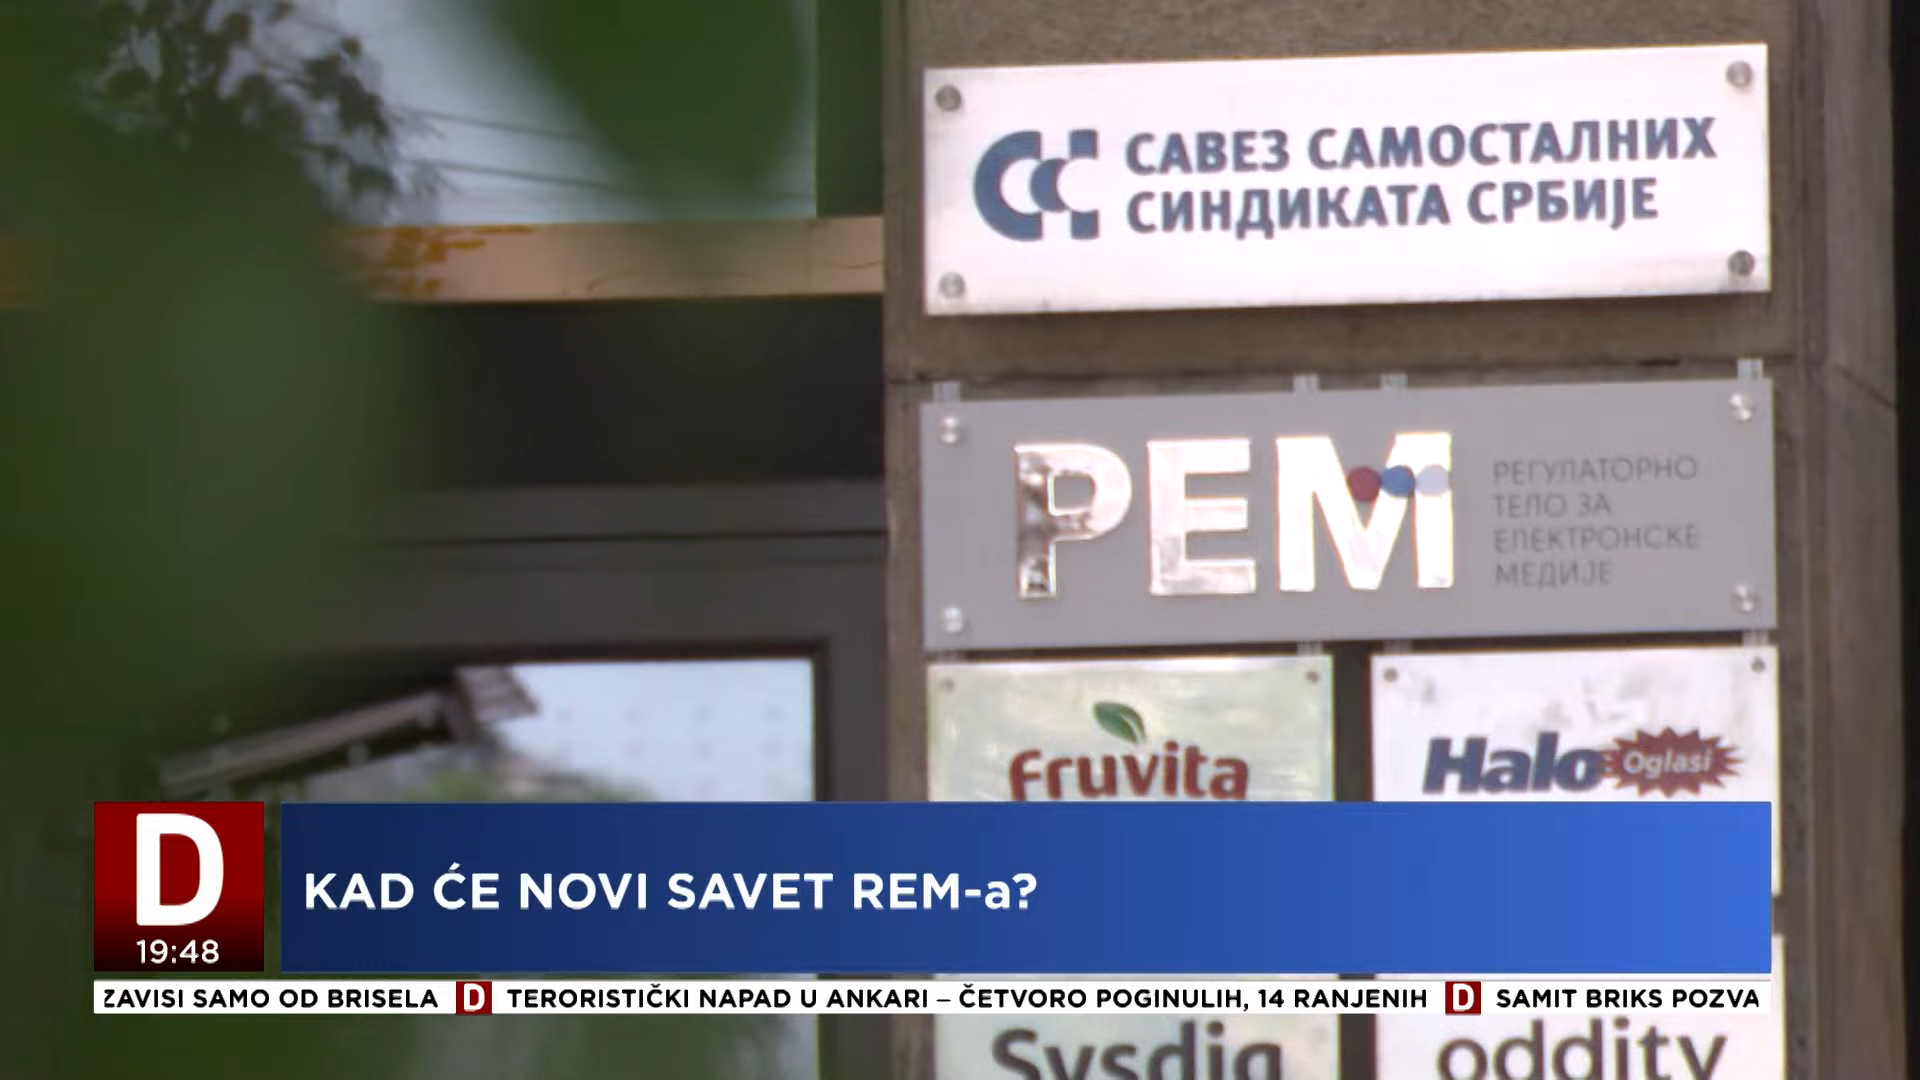 САВЕЗ САМОСТАЛНИХ
СИНДИКАТА СРБИЈЕ
РЕМ
РЕГУЛАТОРНО
ТЕЛО ЗА
ЕЛЕКТРОНСКЕ
МЕДИЈЕ
fruvita
Halo Oglasi
D
19:48
KAD ĆE NOVI SAVET REM-a?
ZAVISI SAMO OD BRISELA D TERORISTIČKI NAPAD U ANKARI – ČETVORO POGINULIH, 14 RANJENIH D SAMIT BRIKS POZVA
Sysdig
oddity